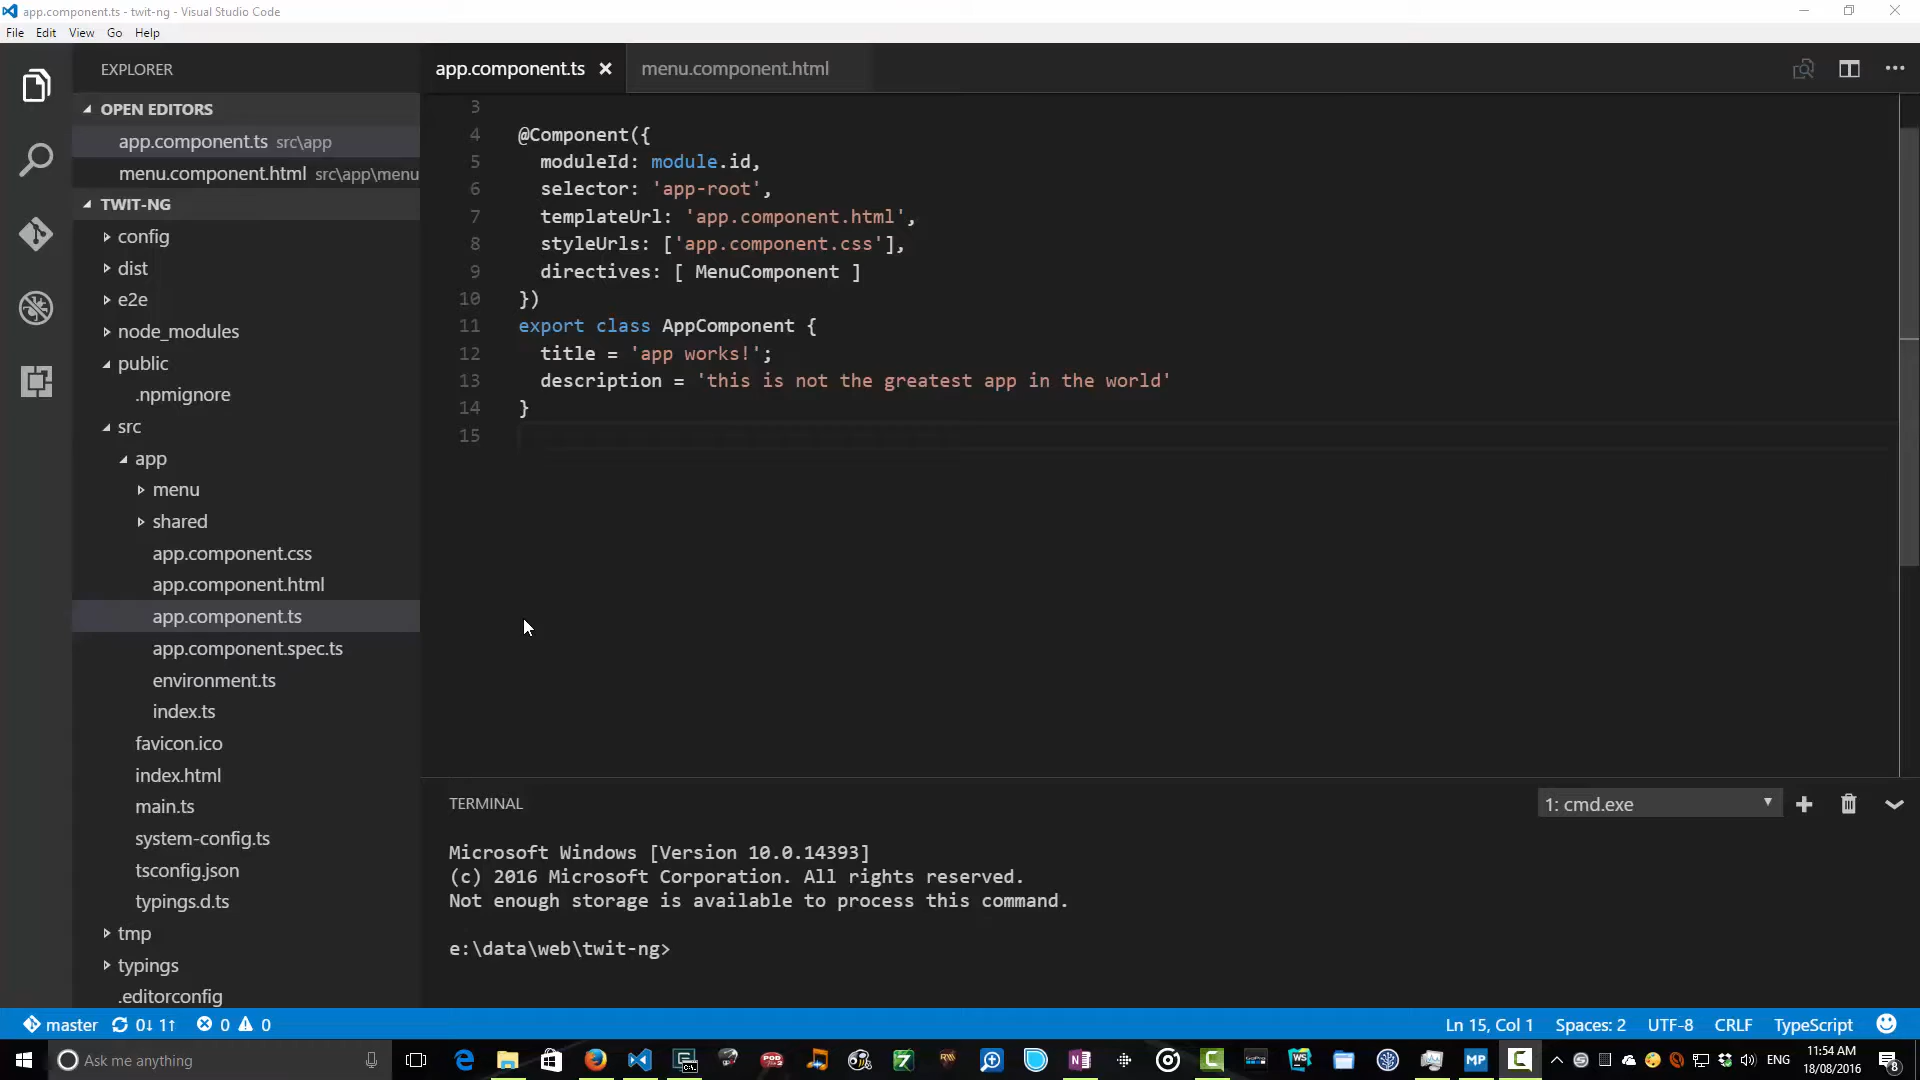 app.component.ts - twit-ng - Visual Studio Code
File Edit View Go Help
EXPLORER
OPEN EDITORS
app.component.ts src\app
menu.component.html src\app\menu
TWIT-NG
config
dist
e2e
node_modules
public
.npmignore
src
app
menu
shared
app.component.css
app.component.html
app.component.ts
app.component.spec.ts
environment.ts
index.ts
favicon.ico
index.html
main.ts
system-config.ts
tsconfig.json
typings.d.ts
tmp
typings
.editorconfig
app.component.ts menu.component.html
3
4 @Component({
5 moduleId: module.id,
6 selector: 'app-root',
7 templateUrl: 'app.component.html',
8 styleUrls: ['app.component.css'],
9 directives: [ MenuComponent ]
10 })
11 export class AppComponent {
12 title = 'app works!';
13 description = 'this is not the greatest app in the world'
14 }
15
TERMINAL
1: cmd.exe
Microsoft Windows [Version 10.0.14393]
(c) 2016 Microsoft Corporation. All rights reserved.
Not enough storage is available to process this command.
e:\data\web\twit-ng>
master 0↓ 1↑ 0 0
Ln 15, Col 1 Spaces: 2 UTF-8 CRLF TypeScript
Ask me anything
ENG
11:54 AM
18/08/2016